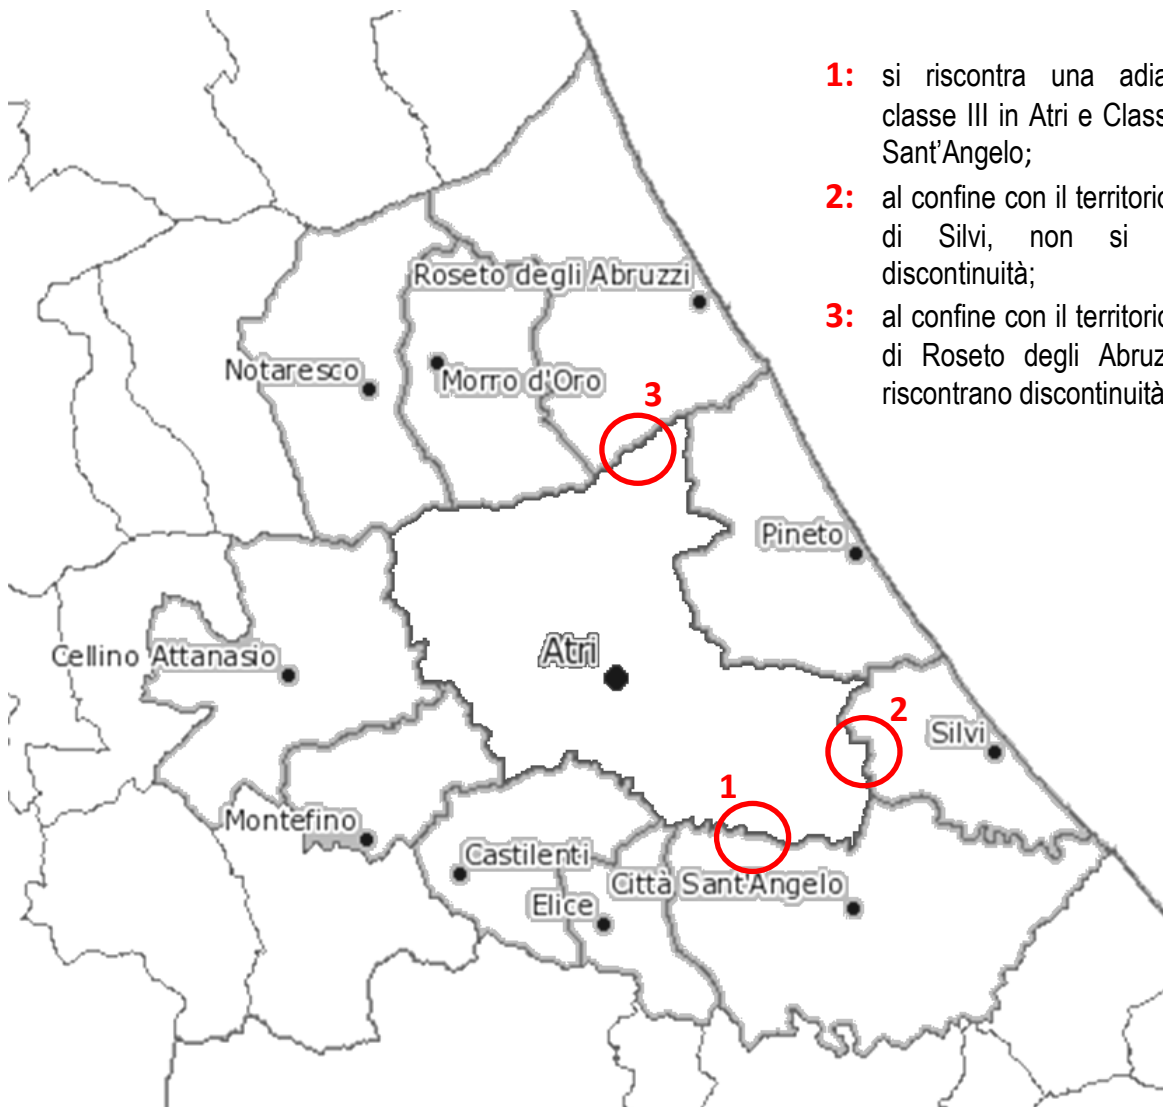 1: si riscontra una adia
classe III in Atri e Class
Sant'Angelo;
2: al confine con il territorio
di Silvi, non si
discontinuità;
3: al confine con il territorio
di Roseto degli Abruz
riscontrano discontinuità
Roseto degli Abruzzi
Notaresco
Morro d'Oro
3
Pineto
Atri
Cellino Attanasio
2
Silvi
1
Montefino
Castilenti
Città Sant'Angelo
Elice